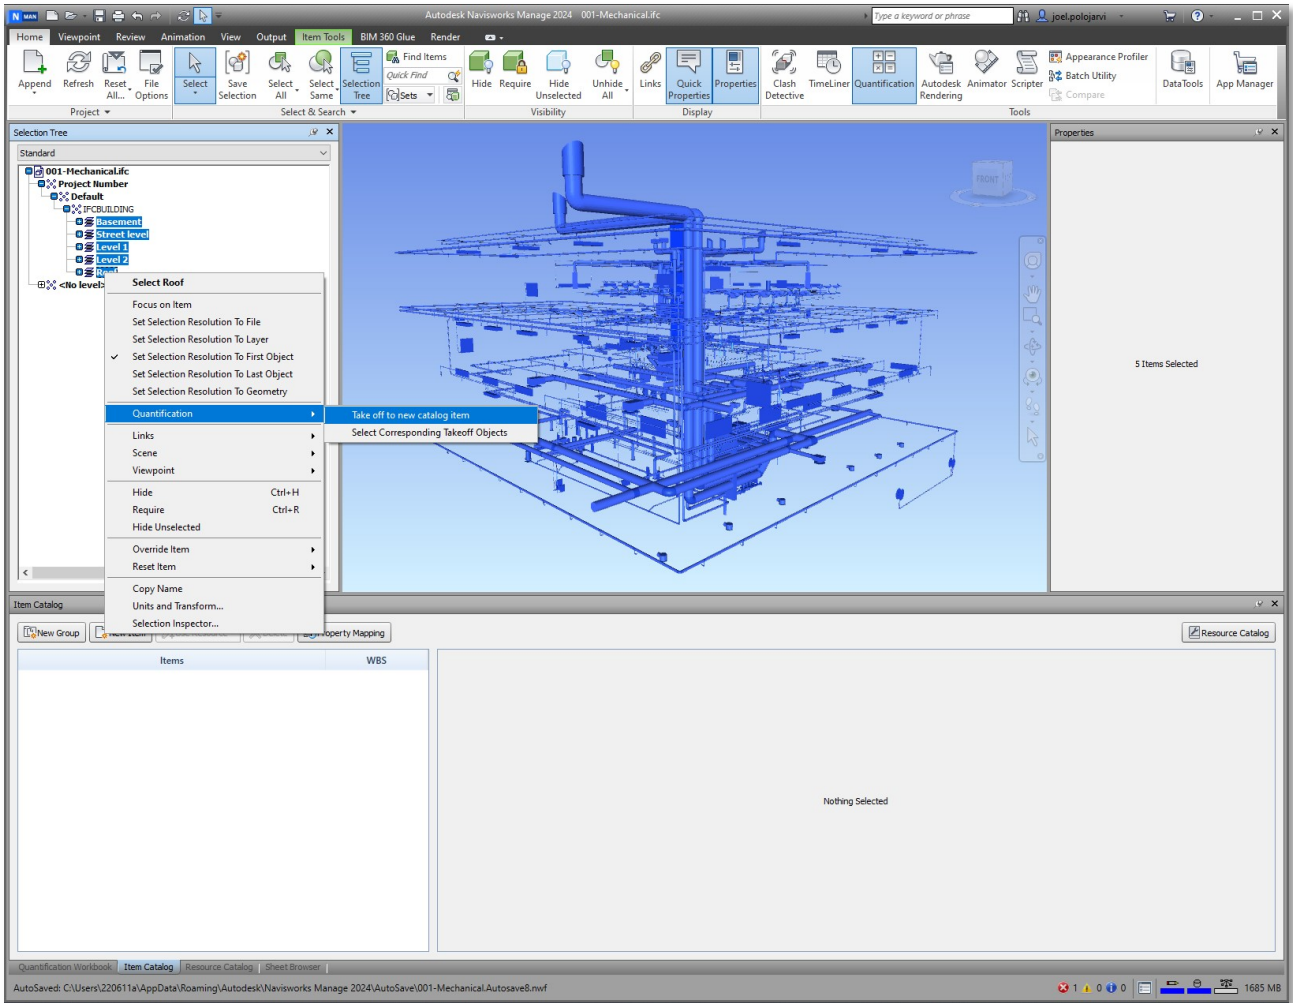 N MAN
Autodesk Navisworks Manage 2024 001-Mechanical.ifc
Type a keyword or phrase
joel.polojarvi
Home Viewpoint Review Animation View Output Item Tools BIM 360 Glue Render
Append
Refresh
Reset All...
File Options
Select
Save Selection
Select All
Select Same
Selection Tree
Find Items
Quick Find
Sets
Hide
Require
Hide Unselected
Unhide All
Links
Quick Properties
Properties
Clash Detective
TimeLiner
Quantification
Autodesk Rendering
Animator
Scripter
Appearance Profiler
Batch Utility
Compare
DataTools
App Manager
Project
Select & Search
Visibility
Display
Tools
Selection Tree
Standard
001-Mechanical.ifc
Project Number
Default
IFCBUILDING
Basement
Street level
Level 1
Level 2
<No level>
Select Roof
Focus on Item
Set Selection Resolution To File
Set Selection Resolution To Layer
Set Selection Resolution To First Object
Set Selection Resolution To Last Object
Set Selection Resolution To Geometry
Quantification
Take off to new catalog item
Select Corresponding Takeoff Objects
Links
Scene
Viewpoint
Hide Ctrl+H
Require Ctrl+R
Hide Unselected
Override Item
Reset Item
Copy Name
Units and Transform...
Selection Inspector...
FRONT
Properties
5 Items Selected
Item Catalog
New Group
Property Mapping
Resource Catalog
Items WBS
Nothing Selected
Quantification Workbook Item Catalog Resource Catalog Sheet Browser
AutoSaved: C:\Users\220611a\AppData\Roaming\Autodesk\Navisworks Manage 2024\AutoSave\001-Mechanical.Autosave8.nwf
1 0 0
1685 MB